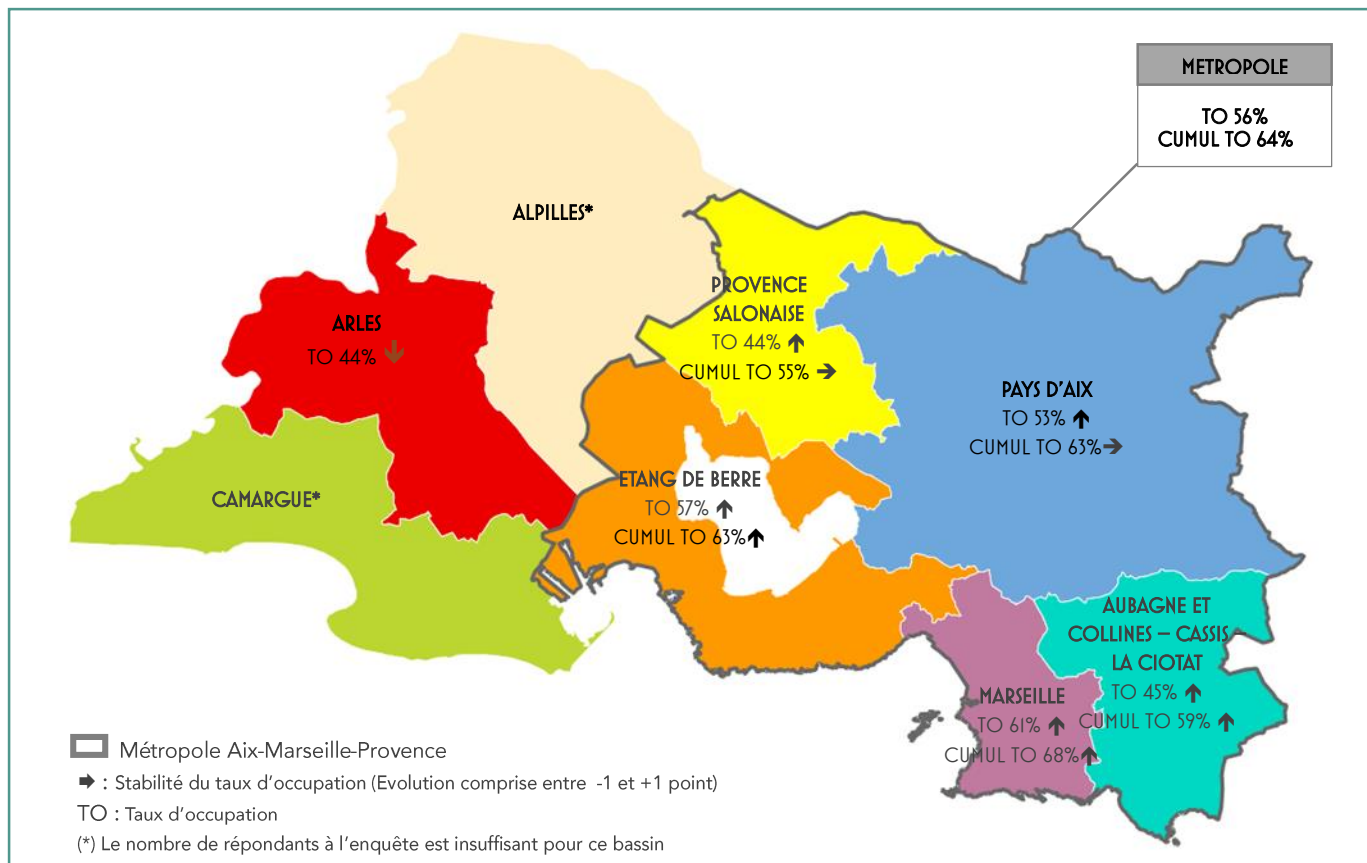 METROPOLE
TO 56%
CUMUL TO 64%
ALPILLES*
PROVENCE
SALONAISE
TO 44%
CUMUL TO 55%
ARLES
TO 44%
PAYS D'AIX
TO 53%
CUMUL TO 63%
ETANG DE BERRE
TO 57%
CUMUL TO 63%
CAMARGUE*
AUBAGNE ET
COLLINES – CASSIS –
LA CIOTAT
TO 45%
CUMUL TO 59%
MARSEILLE
TO 61%
CUMUL TO 68%
Métropole Aix-Marseille-Provence
: Stabilité du taux d'occupation (Evolution comprise entre -1 et +1 point)
TO : Taux d'occupation
(*) Le nombre de répondants à l'enquête est insuffisant pour ce bassin